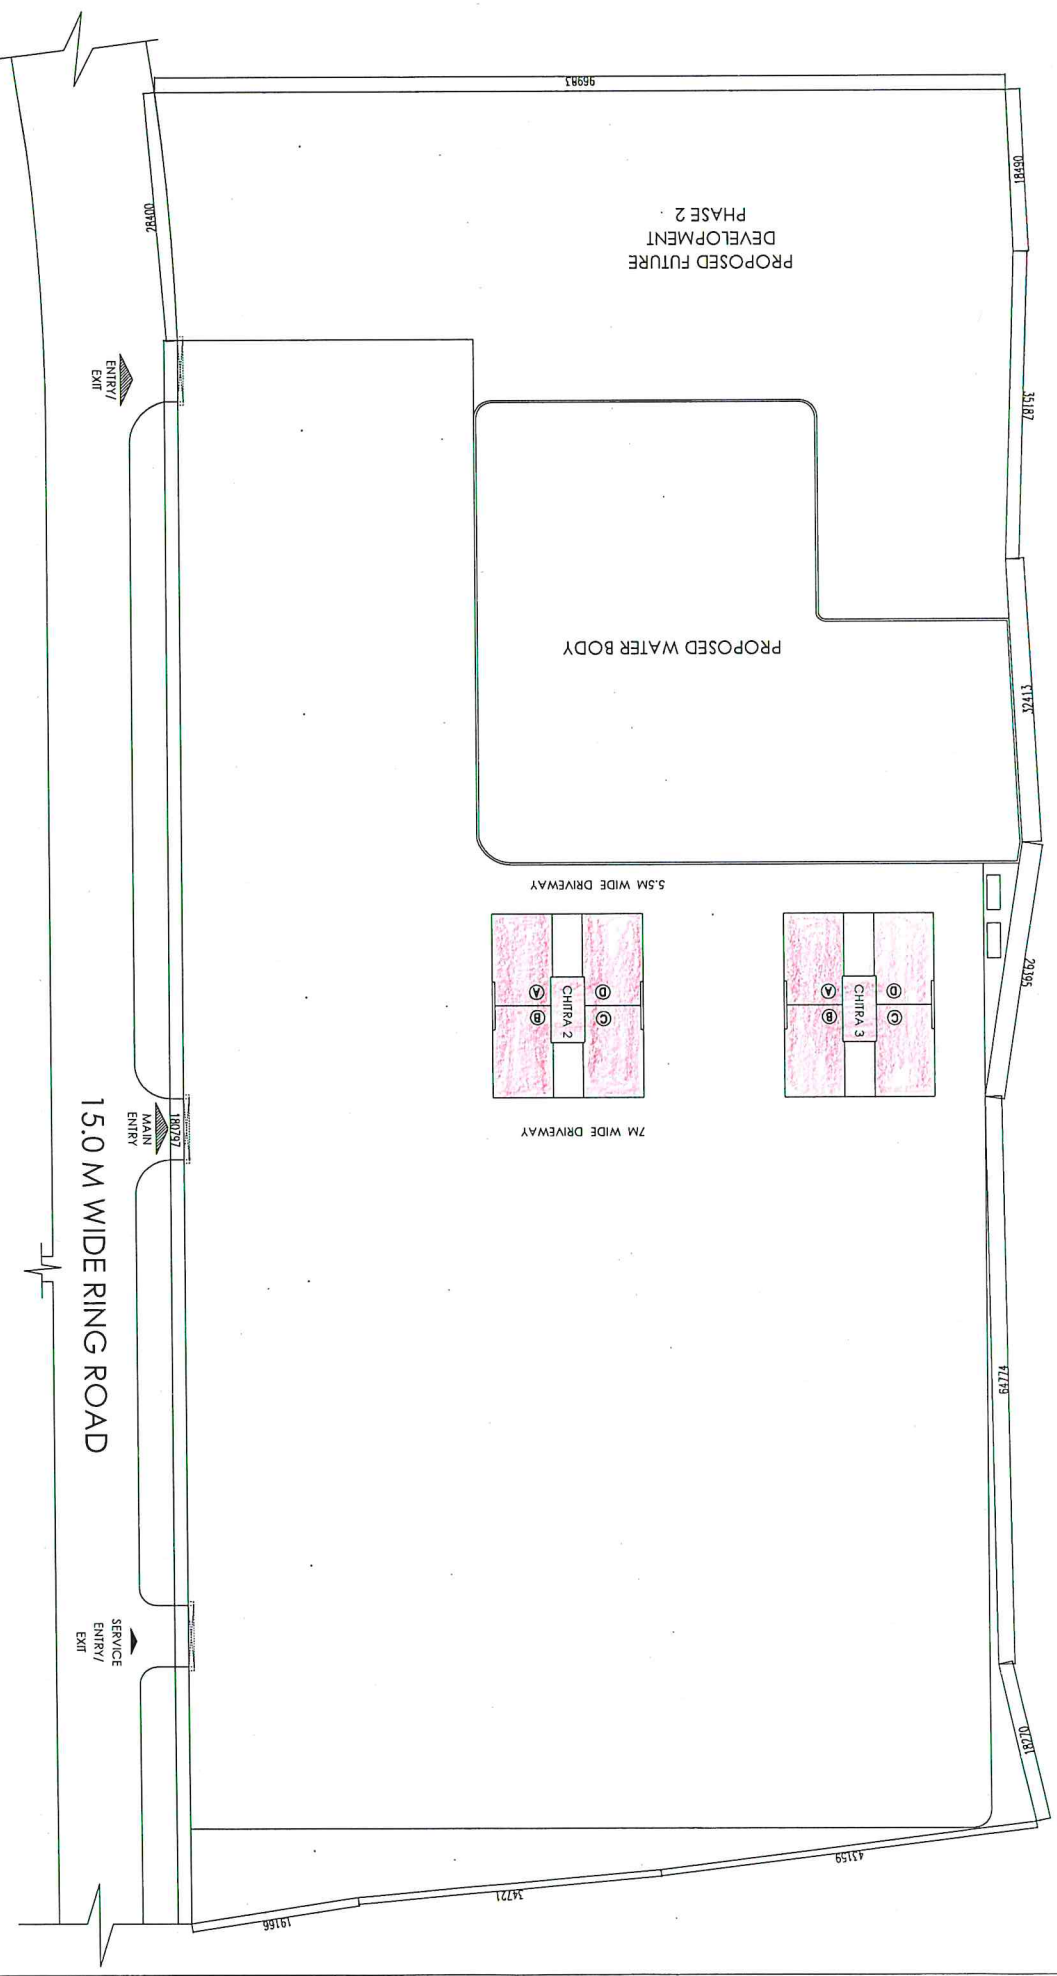 96983
28400
18490
PROPOSED FUTURE
DEVELOPMENT
PHASE 2
35187
ENTRY/
EXIT
PROPOSED WATER BODY
32413
5.5M WIDE DRIVEWAY
A
B
CHITRA 2
D
C
A
B
CHITRA 3
D
C
29395
7M WIDE DRIVEWAY
MAIN
ENTRY
180797
15.0 M WIDE RING ROAD
64774
SERVICE
ENTRY/
EXIT
18270
43159
34721
19166